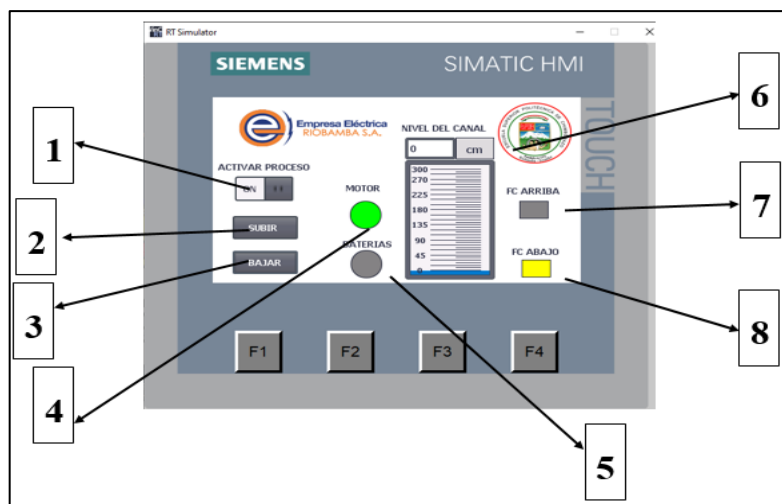 RT Simulator
SIEMENS
SIMATIC HMI
TOUCH
Empresa Eléctrica
RIOBAMBA S.A.
NIVEL DEL CANAL
0 cm
ACTIVAR PROCESO
ON
SUBIR
BAJAR
MOTOR
BATERIAS
300
270
225
180
135
90
45
0
FC ARRIBA
FC ABAJO
F1 F2 F3 F4
1
2
3
4
5
6
7
8